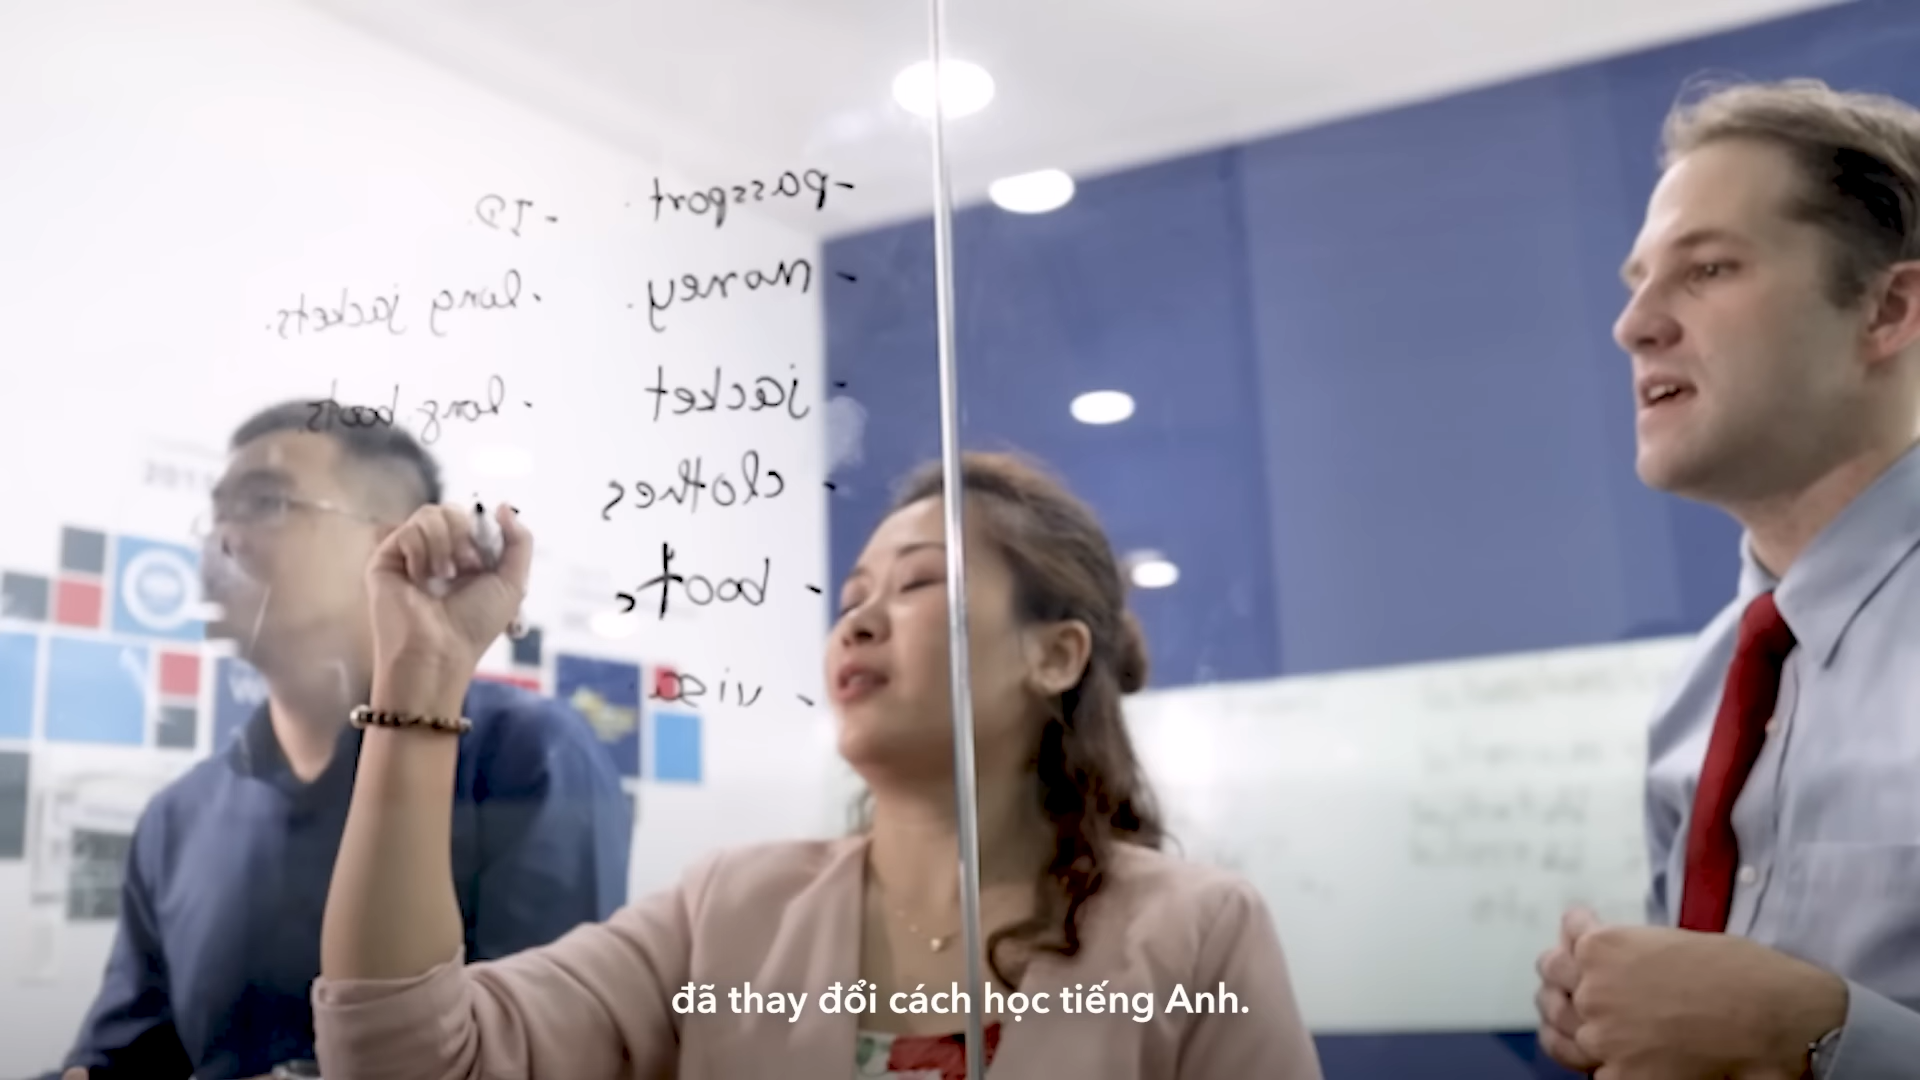 - passport
- ID
- money
- long jackets
- jacket
- long boots
- clothes
- boots
- visa
đã thay đổi cách học tiếng Anh.